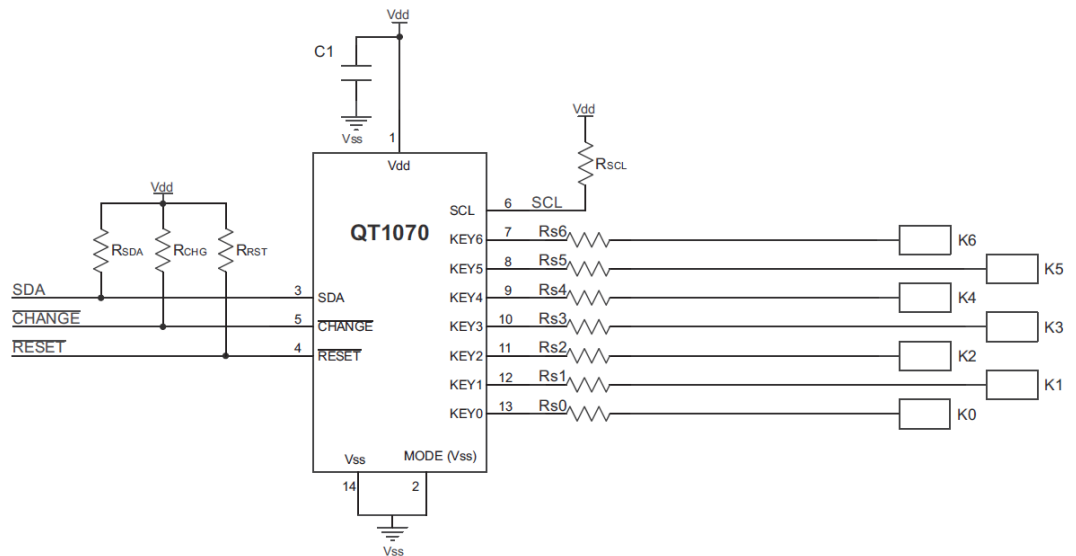 Vdd
C1
Vss
1
Vdd
Vdd
RSCL
SCL
6 SCL
QT1070
Vdd
RSDA RCHG RRST
KEY6 7 Rs6 K6
KEY5 8 Rs5 K5
SDA 3 SDA
KEY4 9 Rs4 K4
CHANGE 5 CHANGE
KEY3 10 Rs3 K3
RESET 4 RESET
KEY2 11 Rs2 K2
KEY1 12 Rs1 K1
KEY0 13 Rs0 K0
Vss MODE (Vss)
14 2
Vss